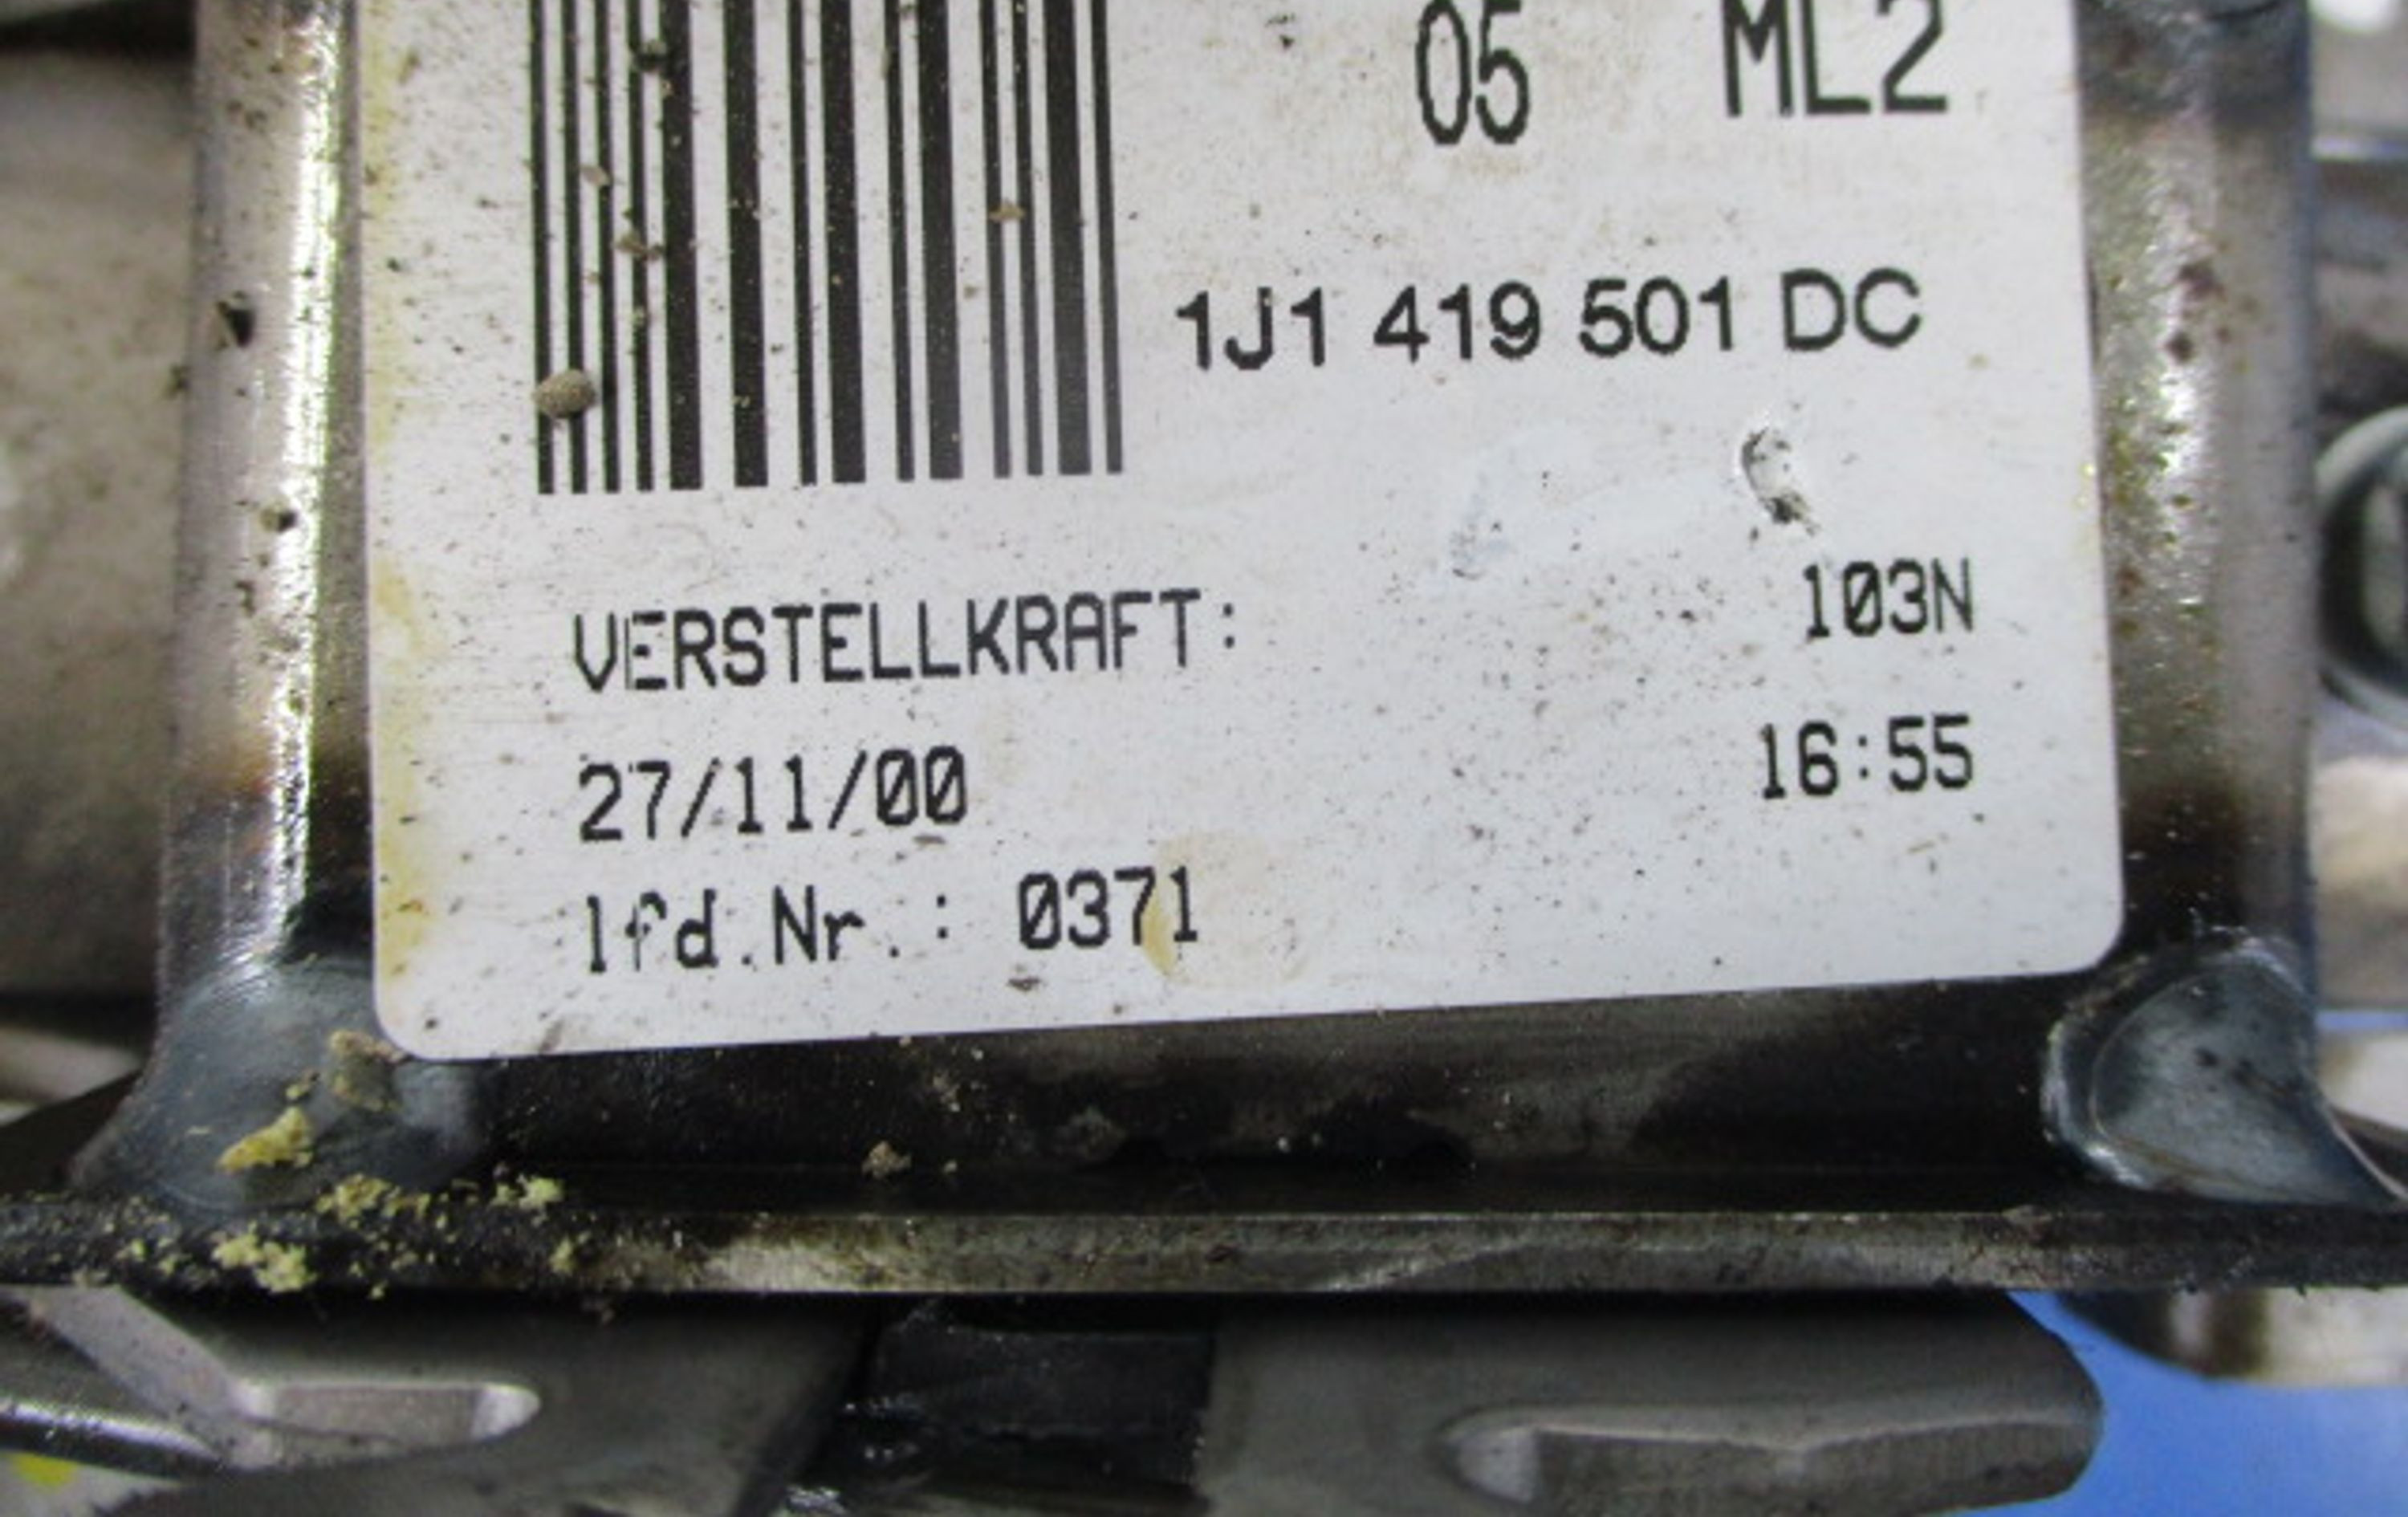 05 ML2
1J1 419 501 DC
VERSTELLKRAFT: 103N
27/11/00 16:55
lfd.Nr.: 0371